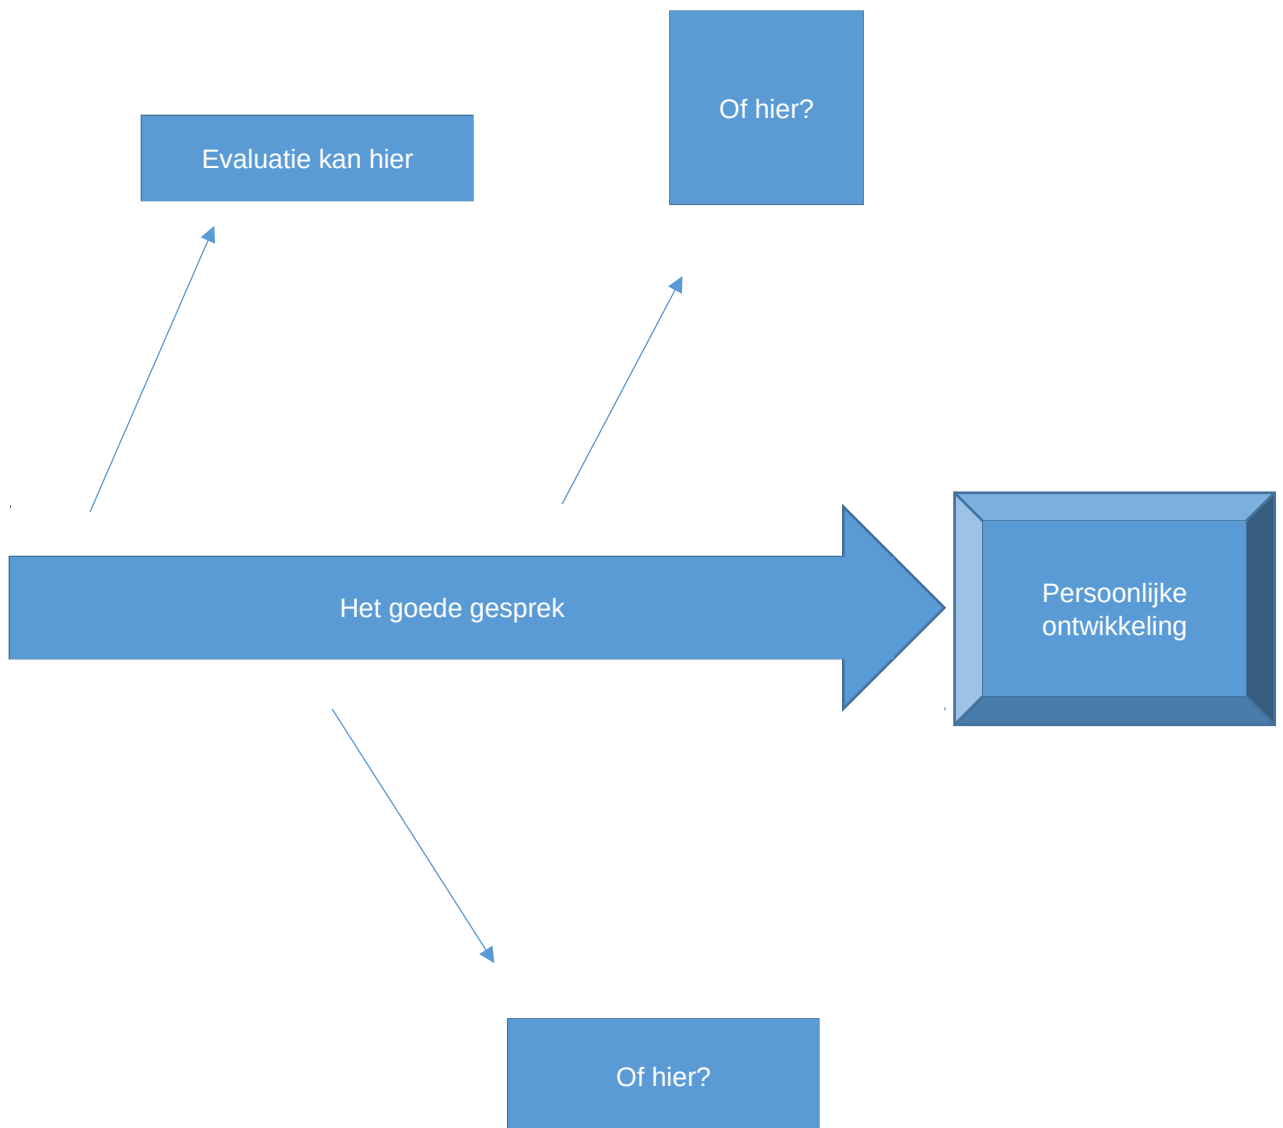 Of hier?
Evaluatie kan hier
Het goede gesprek
Persoonlijke
ontwikkeling
Of hier?